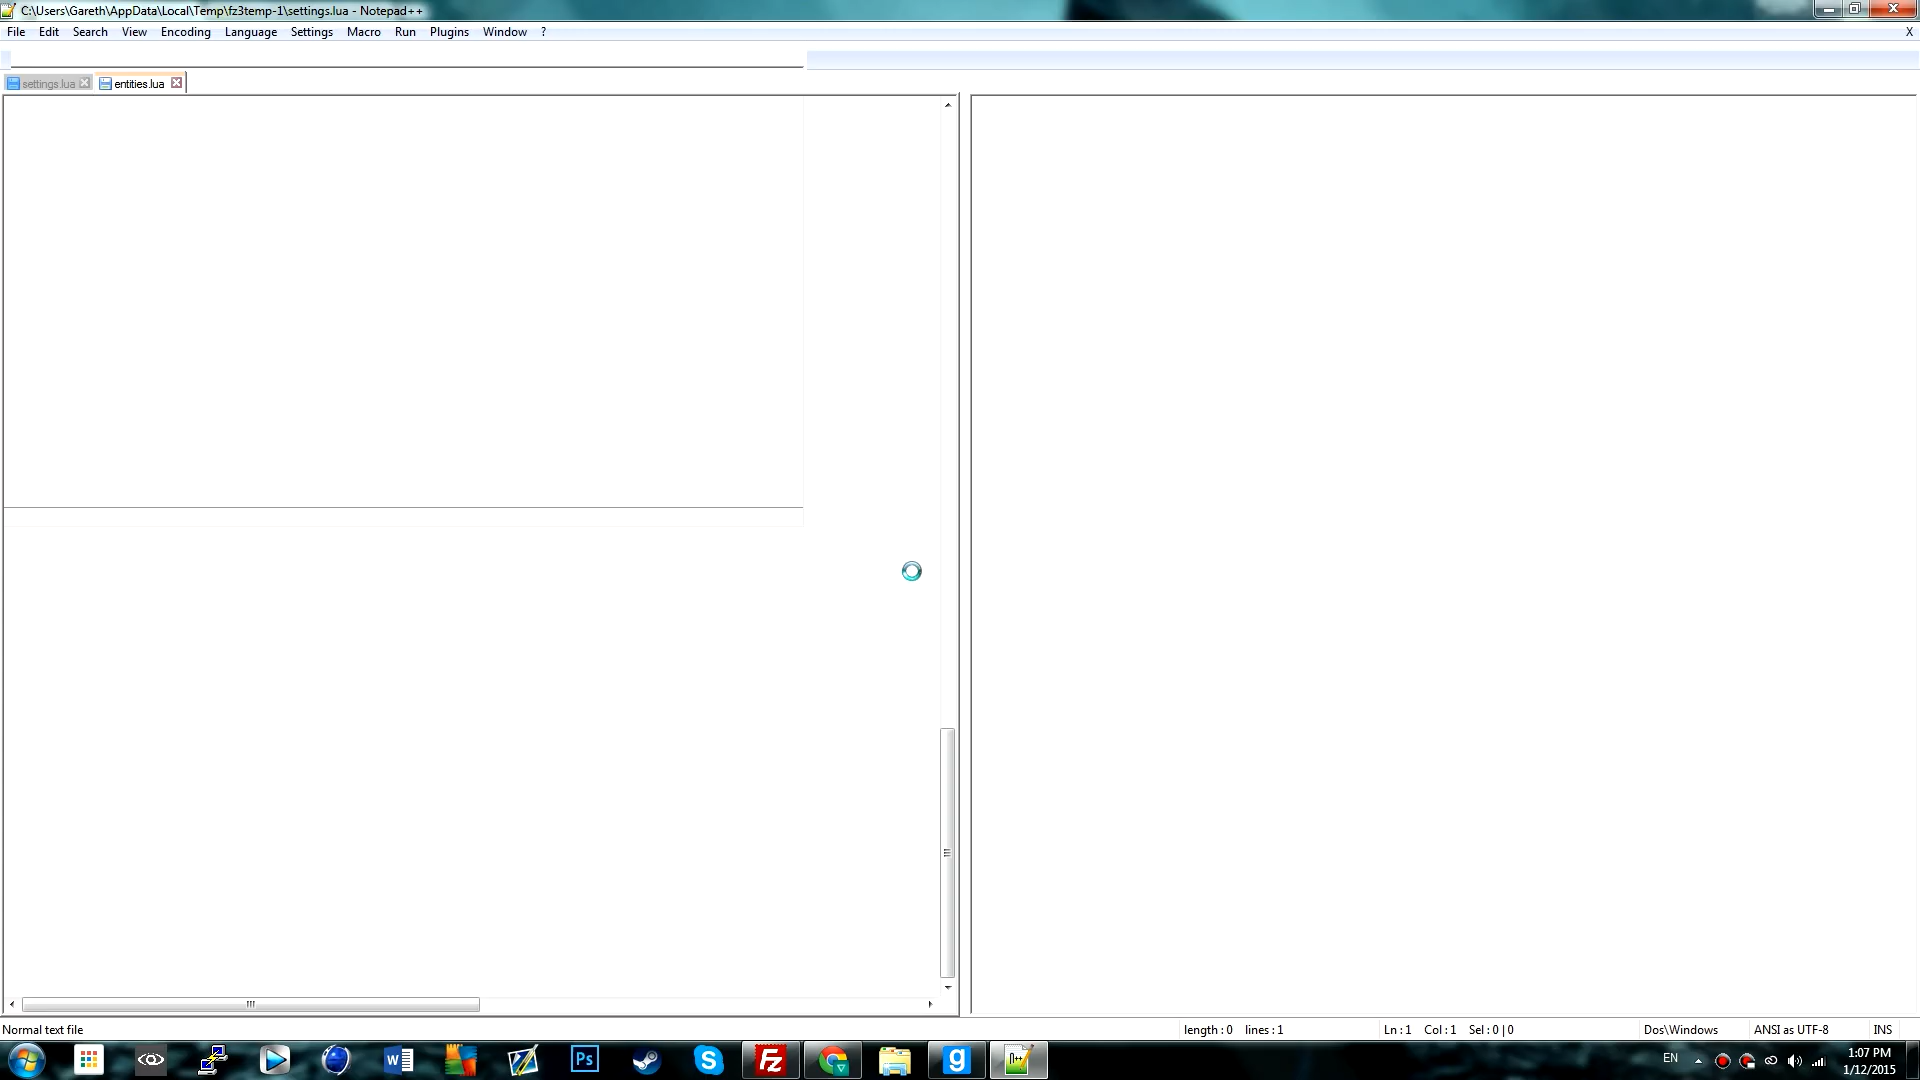 C:\Users\Gareth\AppData\Local\Temp\fz3temp-1\settings.lua - Notepad++
File Edit Search View Encoding Language Settings Macro Run Plugins Window ? X
settings.lua entities.lua
Normal text file length : 0 lines : 1 Ln : 1 Col : 1 Sel : 0 | 0 Dos\Windows ANSI as UTF-8 INS
W Ps S Fz g n++ EN 1:07 PM
1/12/2015